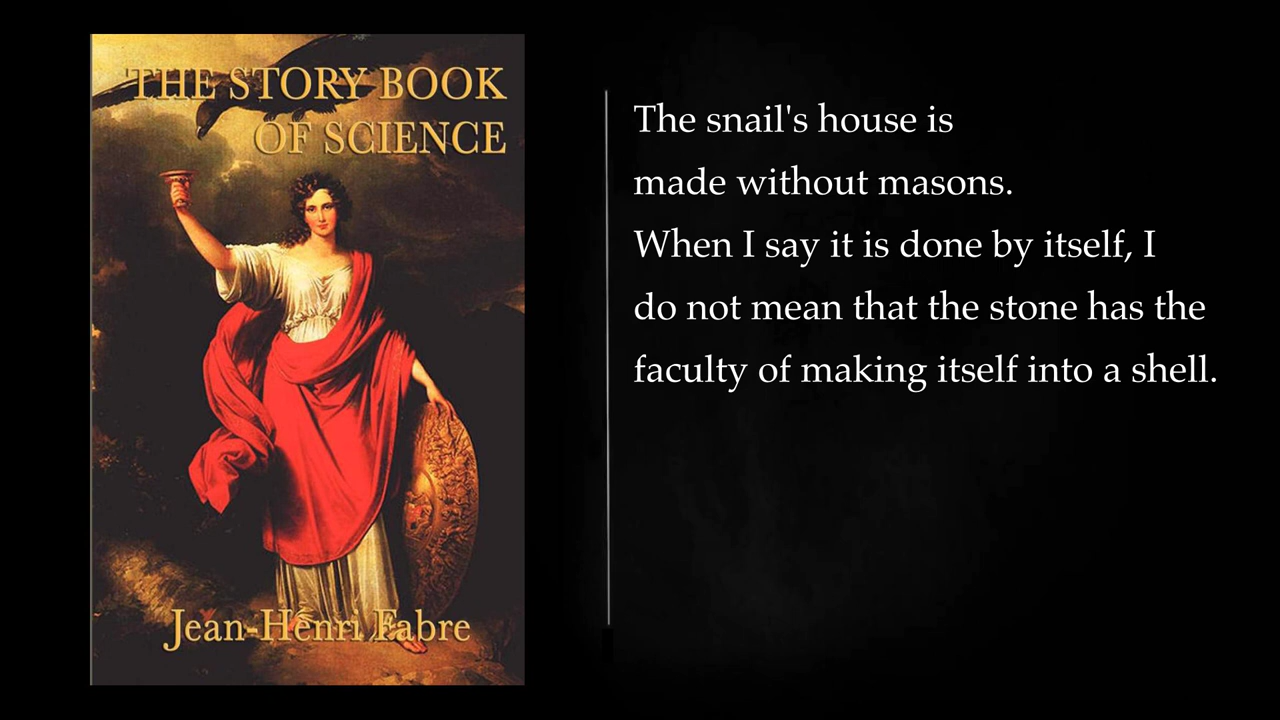 THE STORY BOOK
OF SCIENCE
Jean-Henri Fabre
The snail's house is
made without masons.
When I say it is done by itself, I
do not mean that the stone has the
faculty of making itself into a shell.